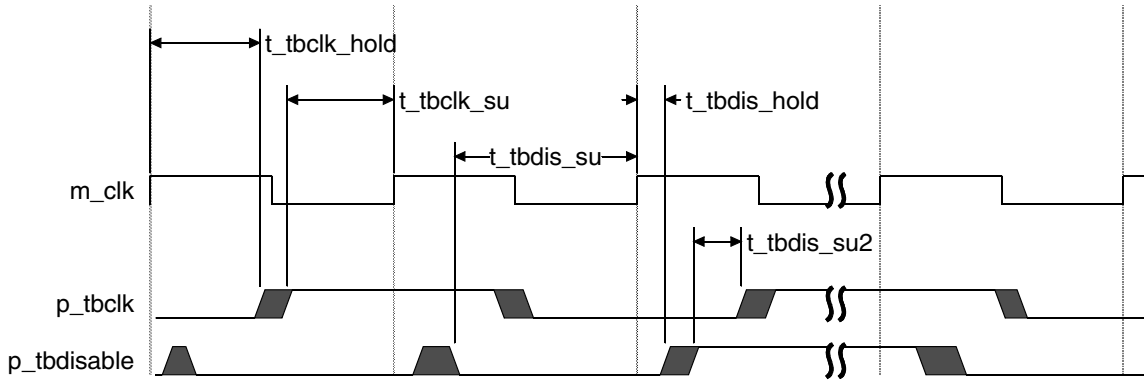 t_tbclk_hold
t_tbclk_su
t_tbdis_hold
t_tbdis_su
m_clk
t_tbdis_su2
p_tbclk
p_tbdisable